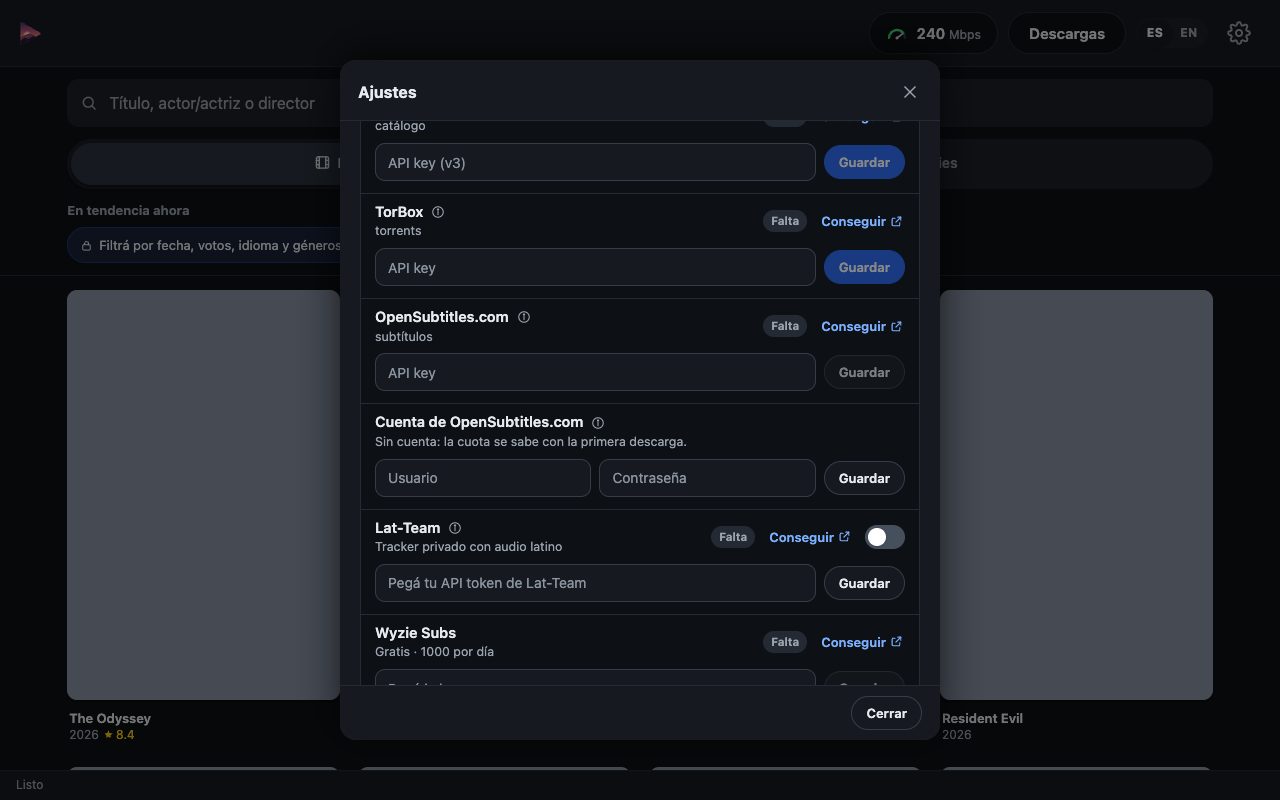 240 Mbps
Descargas
ES
EN
Título, actor/actriz o director
En tendencia ahora
Filtrá por fecha, votos, idioma y géneros
Ajustes
catálogo
API key (v3)
Guardar
TorBox
torrents
Falta
Conseguir
API key
Guardar
OpenSubtitles.com
subtítulos
Falta
Conseguir
API key
Guardar
Cuenta de OpenSubtitles.com
Sin cuenta: la cuota se sabe con la primera descarga.
Usuario
Contraseña
Guardar
Lat-Team
Tracker privado con audio latino
Falta
Conseguir
Pegá tu API token de Lat-Team
Guardar
Wyzie Subs
Gratis · 1000 por día
Falta
Conseguir
Cerrar
The Odyssey
2026 ★ 8.4
Resident Evil
2026
Listo